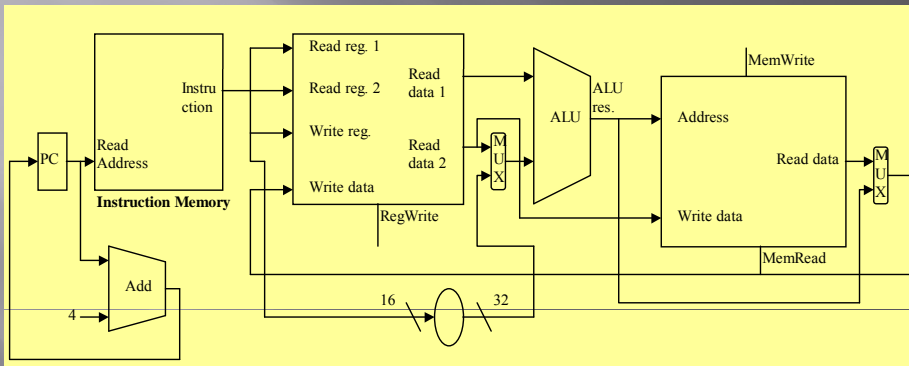 PC
Read
Address
Instru
ction
Instruction Memory
Add
4
Read reg. 1
Read reg. 2
Write reg.
Write data
Read
data 1
Read
data 2
RegWrite
16
32
M
U
X
ALU
ALU
res.
MemWrite
Address
Read data
Write data
MemRead
M
U
X